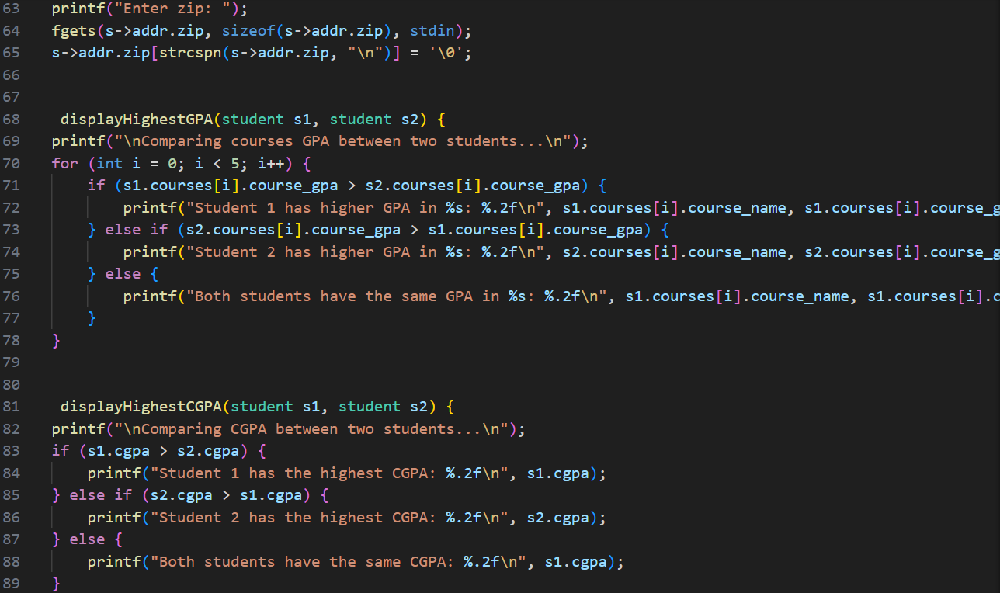 63 printf("Enter zip: ");
64 fgets(s->addr.zip, sizeof(s->addr.zip), stdin);
65 s->addr.zip[strcspn(s->addr.zip, "\n")] = '\0';
66
67
68 displayHighestGPA(student s1, student s2) {
69 printf("\nComparing courses GPA between two students...\n");
70 for (int i = 0; i < 5; i++) {
71 if (s1.courses[i].course_gpa > s2.courses[i].course_gpa) {
72 printf("Student 1 has higher GPA in %s: %.2f\n", s1.courses[i].course_name, s1.courses[i].course_g
73 } else if (s2.courses[i].course_gpa > s1.courses[i].course_gpa) {
74 printf("Student 2 has higher GPA in %s: %.2f\n", s2.courses[i].course_name, s2.courses[i].course_g
75 } else {
76 printf("Both students have the same GPA in %s: %.2f\n", s1.courses[i].course_name, s1.courses[i].c
77 }
78 }
79
80
81 displayHighestCGPA(student s1, student s2) {
82 printf("\nComparing CGPA between two students...\n");
83 if (s1.cgpa > s2.cgpa) {
84 printf("Student 1 has the highest CGPA: %.2f\n", s1.cgpa);
85 } else if (s2.cgpa > s1.cgpa) {
86 printf("Student 2 has the highest CGPA: %.2f\n", s2.cgpa);
87 } else {
88 printf("Both students have the same CGPA: %.2f\n", s1.cgpa);
89 }